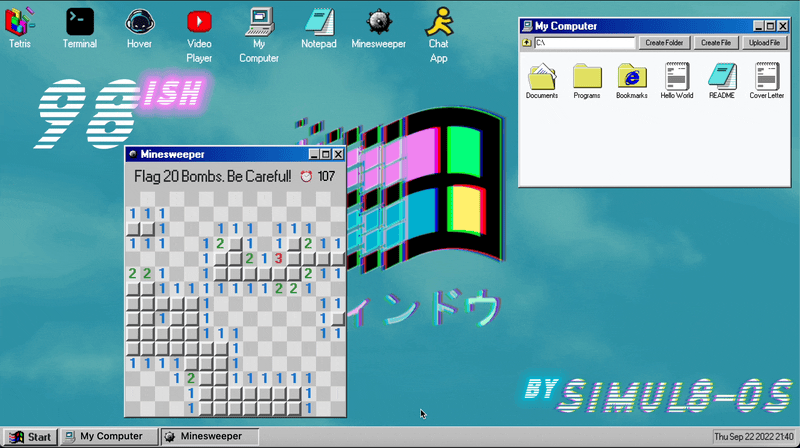 Tetris
Terminal
Hover
Video Player
My Computer
Notepad
Minesweeper
Chat App
98 ISH
My Computer
C:\
Create Folder
Create File
Upload File
Documents
Programs
Bookmarks
Hello World
README
Cover Letter
Minesweeper
Flag 20 Bombs. Be Careful! 107
1 1 1
1 1 1 1 1 1 1
1 1 1 1 2 1 1 2 1 1
1 2 1 3
2 2 1 1 2 1 1
1 1 1 1 1 1 1 1 2 2 1
1 1 1
1 1 1
1 1 1 1 1
1
1 1 1 1 1
1 2 1 1 1 1 1
1 1
1 1
ィンドウ
BY SIMUL8-OS
Start
My Computer
Minesweeper
Thu Sep 22 2022 21:40